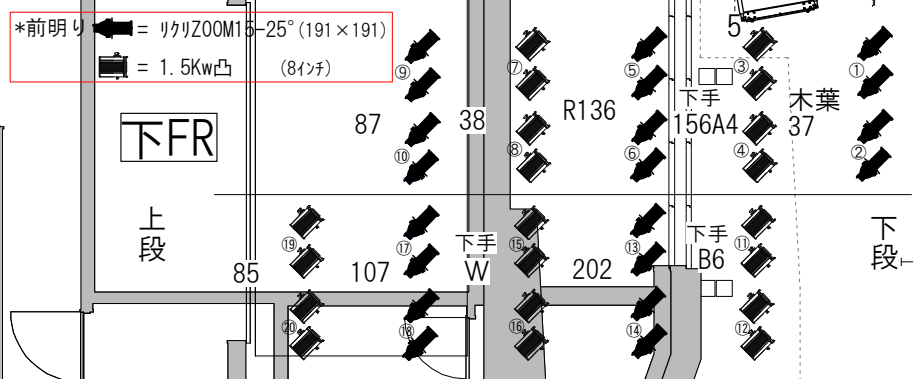 *前明り = ﾘｸﾘZOOM15-25°(191×191)
= 1.5Kw凸 (8ｲﾝﾁ)
下FR
上段
下段
⑨
⑦
⑤
③
①
5
87
38
R136
下手
156A4
木葉
37
⑩
⑧
⑥
④
②
⑲
⑰
⑮
⑬
⑪
85
107
下手
W
202
下手
B6
⑳
⑱
⑯
⑭
⑫